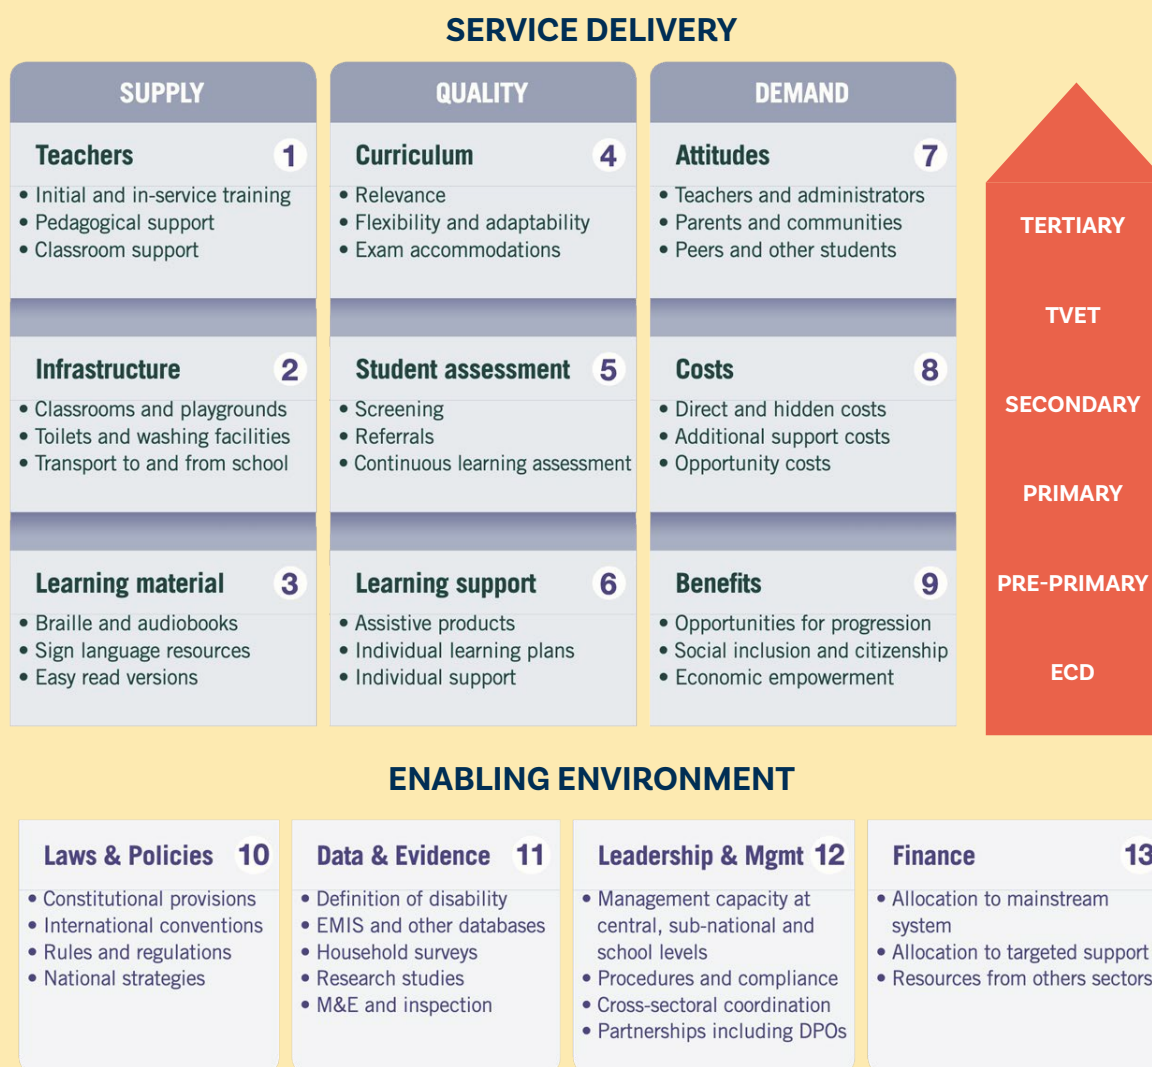 SERVICE DELIVERY
SUPPLY
Teachers 1
• Initial and in-service training
• Pedagogical support
• Classroom support
Infrastructure 2
• Classrooms and playgrounds
• Toilets and washing facilities
• Transport to and from school
Learning material 3
• Braille and audiobooks
• Sign language resources
• Easy read versions
QUALITY
Curriculum 4
• Relevance
• Flexibility and adaptability
• Exam accommodations
Student assessment 5
• Screening
• Referrals
• Continuous learning assessment
Learning support 6
• Assistive products
• Individual learning plans
• Individual support
DEMAND
Attitudes 7
• Teachers and administrators
• Parents and communities
• Peers and other students
Costs 8
• Direct and hidden costs
• Additional support costs
• Opportunity costs
Benefits 9
• Opportunities for progression
• Social inclusion and citizenship
• Economic empowerment
TERTIARY
TVET
SECONDARY
PRIMARY
PRE-PRIMARY
ECD
ENABLING ENVIRONMENT
Laws & Policies 10
• Constitutional provisions
• International conventions
• Rules and regulations
• National strategies
Data & Evidence 11
• Definition of disability
• EMIS and other databases
• Household surveys
• Research studies
• M&E and inspection
Leadership & Mgmt 12
• Management capacity at
central, sub-national and
school levels
• Procedures and compliance
• Cross-sectoral coordination
• Partnerships including DPOs
Finance 13
• Allocation to mainstream
system
• Allocation to targeted support
• Resources from others sectors